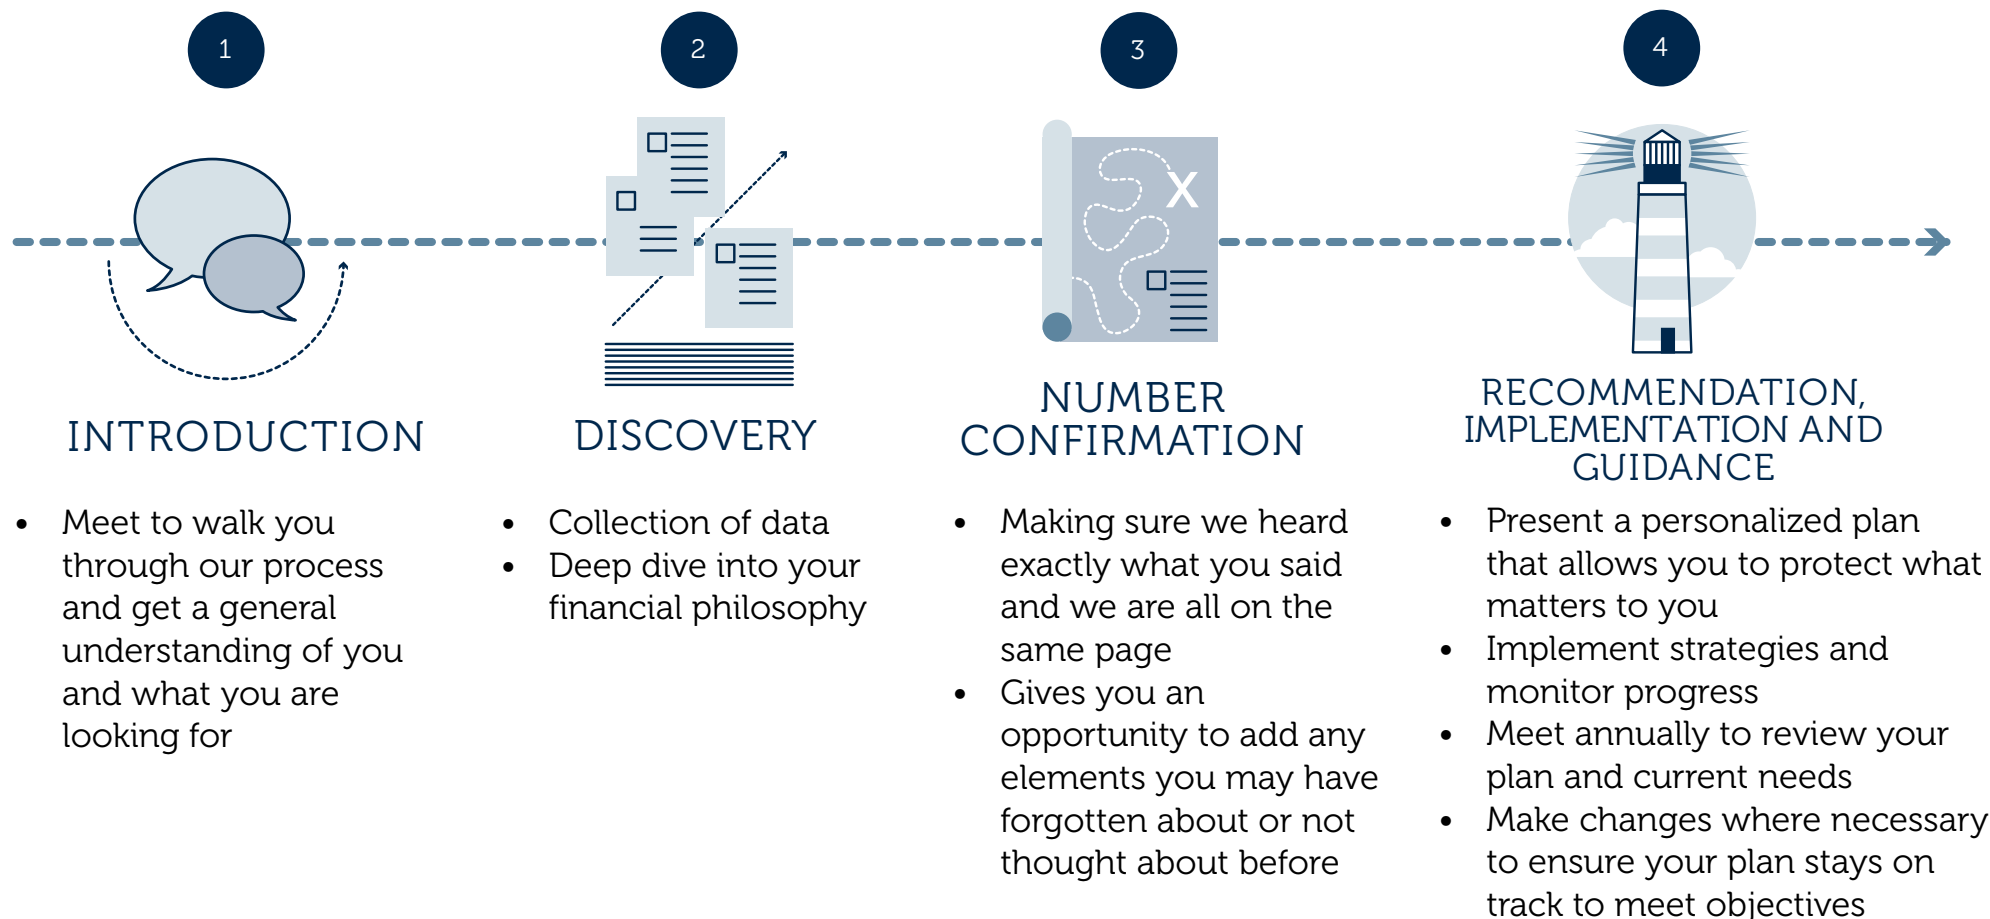 1
INTRODUCTION
• Meet to walk you
through our process
and get a general
understanding of you
and what you are
looking for
2
DISCOVERY
• Collection of data
• Deep dive into your
financial philosophy
3
X
NUMBER
CONFIRMATION
• Making sure we heard
exactly what you said
and we are all on the
same page
• Gives you an
opportunity to add any
elements you may have
forgotten about or not
thought about before
4
RECOMMENDATION,
IMPLEMENTATION AND
GUIDANCE
• Present a personalized plan
that allows you to protect what
matters to you
• Implement strategies and
monitor progress
• Meet annually to review your
plan and current needs
• Make changes where necessary
to ensure your plan stays on
track to meet objectives